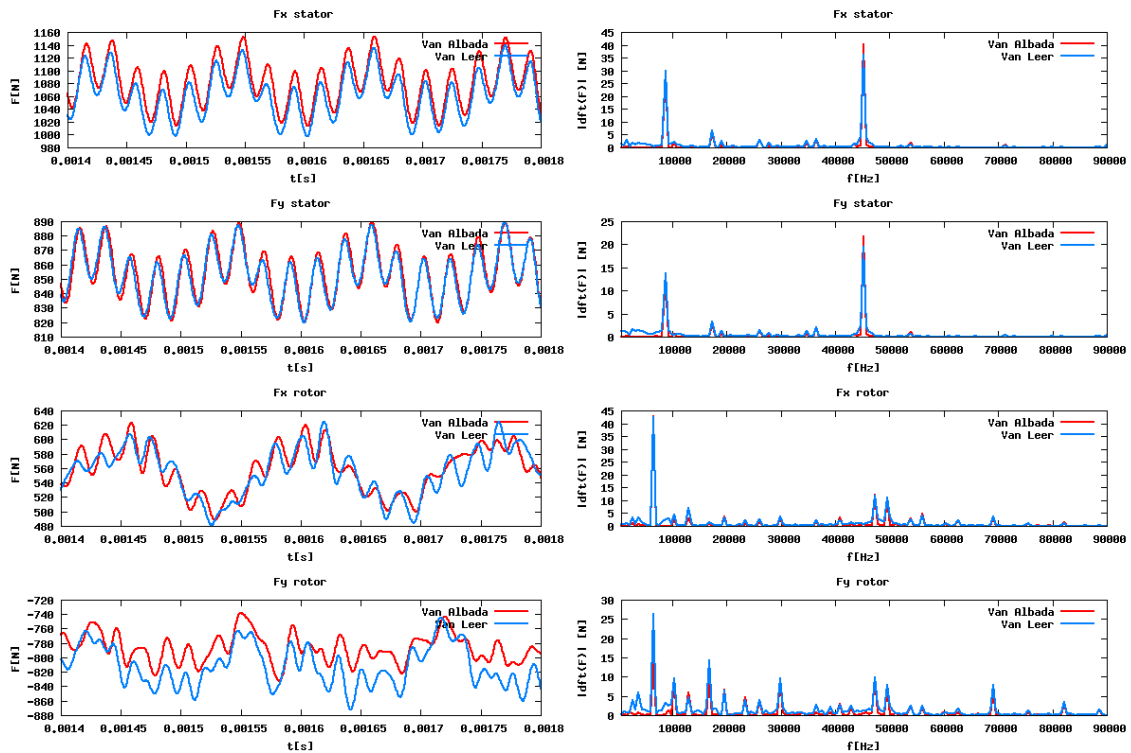 Fx stator
F[N]
1160
1140
1120
1100
1080
1060
1040
1020
1000
980
Van Albada
Van Leer
0.0014 0.00145 0.0015 0.00155 0.0016 0.00165 0.0017 0.00175 0.0018
t[s]
Fx stator
|dft(F)| [N]
45
40
35
30
25
20
15
10
5
0
Van Albada
Van Leer
10000 20000 30000 40000 50000 60000 70000 80000 90000
f[Hz]
Fy stator
F[N]
890
880
870
860
850
840
830
820
810
Van Albada
Van Leer
0.0014 0.00145 0.0015 0.00155 0.0016 0.00165 0.0017 0.00175 0.0018
t[s]
Fy stator
|dft(F)| [N]
25
20
15
10
5
0
Van Albada
Van Leer
10000 20000 30000 40000 50000 60000 70000 80000 90000
f[Hz]
Fx rotor
F[N]
640
620
600
580
560
540
520
500
480
Van Albada
Van Leer
0.0014 0.00145 0.0015 0.00155 0.0016 0.00165 0.0017 0.00175 0.0018
t[s]
Fx rotor
|dft(F)| [N]
45
40
35
30
25
20
15
10
5
0
Van Albada
Van Leer
10000 20000 30000 40000 50000 60000 70000 80000 90000
f[Hz]
Fy rotor
F[N]
-720
-740
-760
-780
-800
-820
-840
-860
-880
Van Albada
Van Leer
0.0014 0.00145 0.0015 0.00155 0.0016 0.00165 0.0017 0.00175 0.0018
t[s]
Fy rotor
|dft(F)| [N]
30
25
20
15
10
5
0
Van Albada
Van Leer
10000 20000 30000 40000 50000 60000 70000 80000 90000
f[Hz]